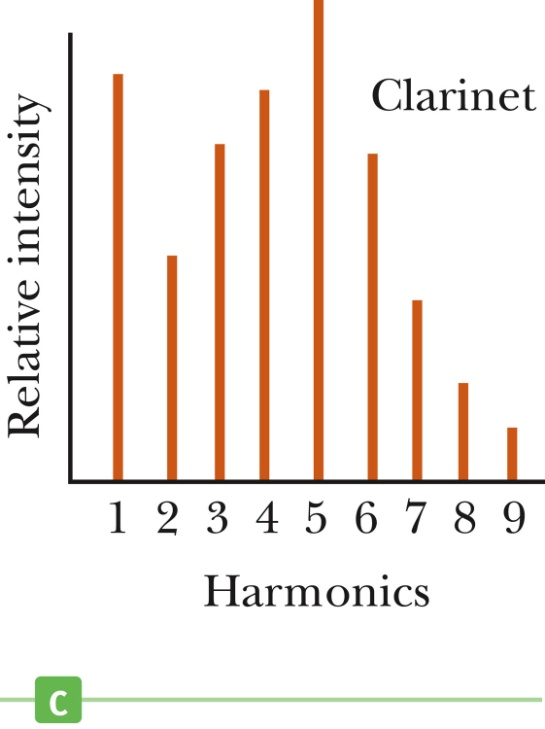 Relative intensity
Clarinet
1 2 3 4 5 6 7 8 9
Harmonics
C